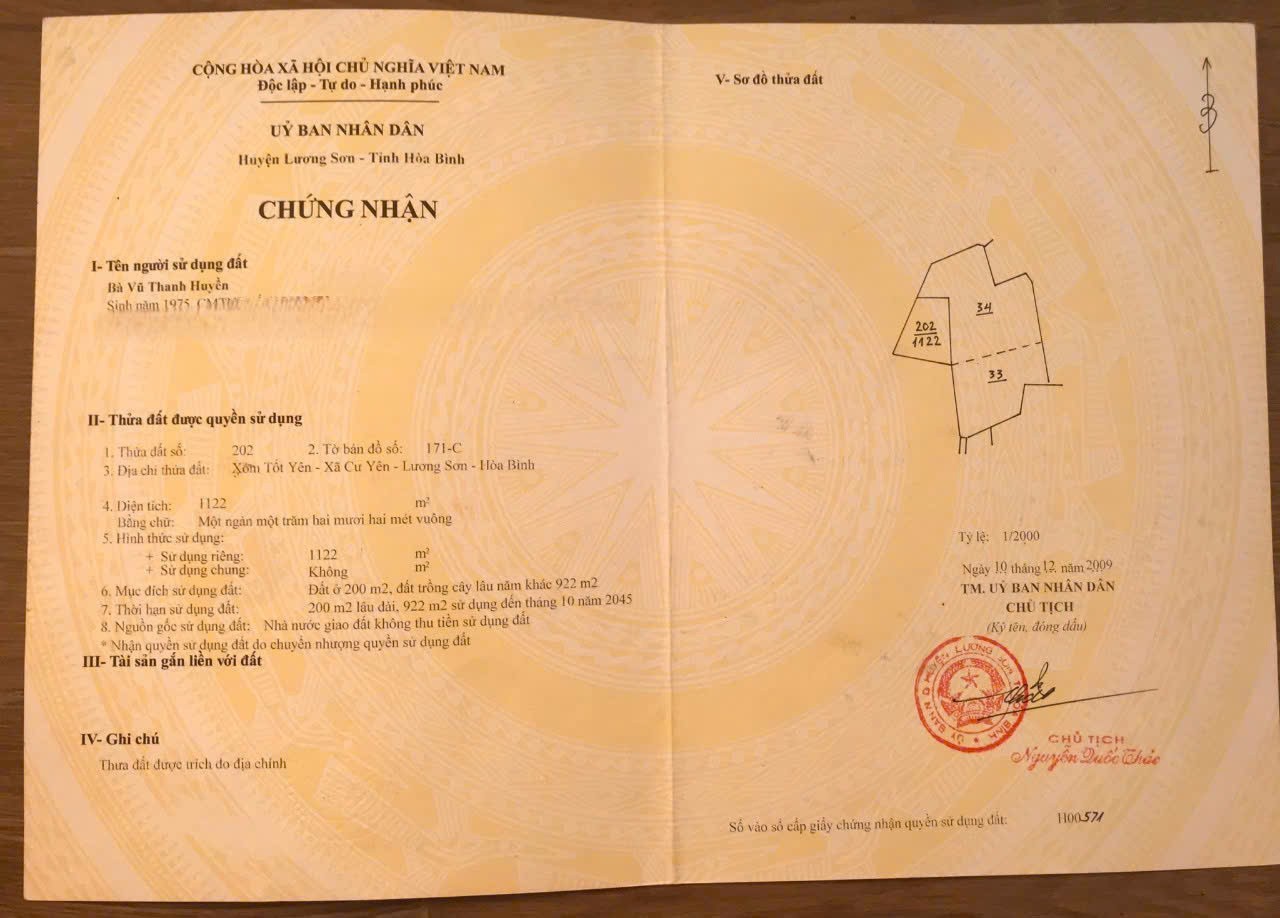 CỘNG HÒA XÃ HỘI CHỦ NGHĨA VIỆT NAM
Độc lập - Tự do - Hạnh phúc
UỶ BAN NHÂN DÂN
Huyện Lương Sơn - Tỉnh Hòa Bình
CHỨNG NHẬN
I- Tên người sử dụng đất
Bà Vũ Thanh Huyền
Sinh năm 1975
II- Thửa đất được quyền sử dụng
1. Thửa đất số: 202 2. Tờ bản đồ số: 171-C
3. Địa chỉ thửa đất: Xóm Tốt Yên - Xã Cư Yên - Lương Sơn - Hòa Bình
4. Diện tích: 1122 m²
Bằng chữ: Một ngàn một trăm hai mươi hai mét vuông
5. Hình thức sử dụng:
+ Sử dụng riêng: 1122 m²
+ Sử dụng chung: Không m²
6. Mục đích sử dụng đất: Đất ở 200 m2, đất trồng cây lâu năm khác 922 m2
7. Thời hạn sử dụng đất: 200 m2 lâu dài, 922 m2 sử dụng đến tháng 10 năm 2045
8. Nguồn gốc sử dụng đất: Nhà nước giao đất không thu tiền sử dụng đất
* Nhận quyền sử dụng đất do chuyển nhượng quyền sử dụng đất
III- Tài sản gắn liền với đất
IV- Ghi chú
Thửa đất được trích do địa chính
V- Sơ đồ thửa đất
34
202
1122
33
Tỷ lệ: 1/2000
Ngày 10 tháng 12 năm 2009
TM. UỶ BAN NHÂN DÂN
CHỦ TỊCH
(Ký tên, đóng dấu)
CHỦ TỊCH
Nguyễn Quốc Thảo
Số vào sổ cấp giấy chứng nhận quyền sử dụng đất: H00571